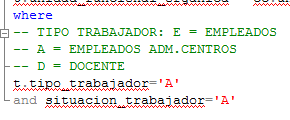 where
-- TIPO TRABAJADOR: E = EMPLEADOS
-- A = EMPLEADOS ADM.CENTROS
-- D = DOCENTE
t.tipo_trabajador='A'
and situacion_trabajador='A'